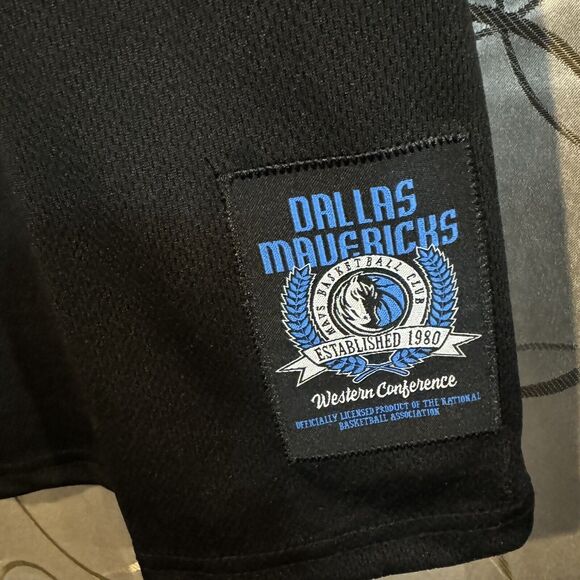 DALLAS
MAVERICKS
MAVS BASKETBALL CLUB
ESTABLISHED 1980
Western Conference
OFFICIALLY LICENSED PRODUCT OF THE NATIONAL
BASKETBALL ASSOCIATION